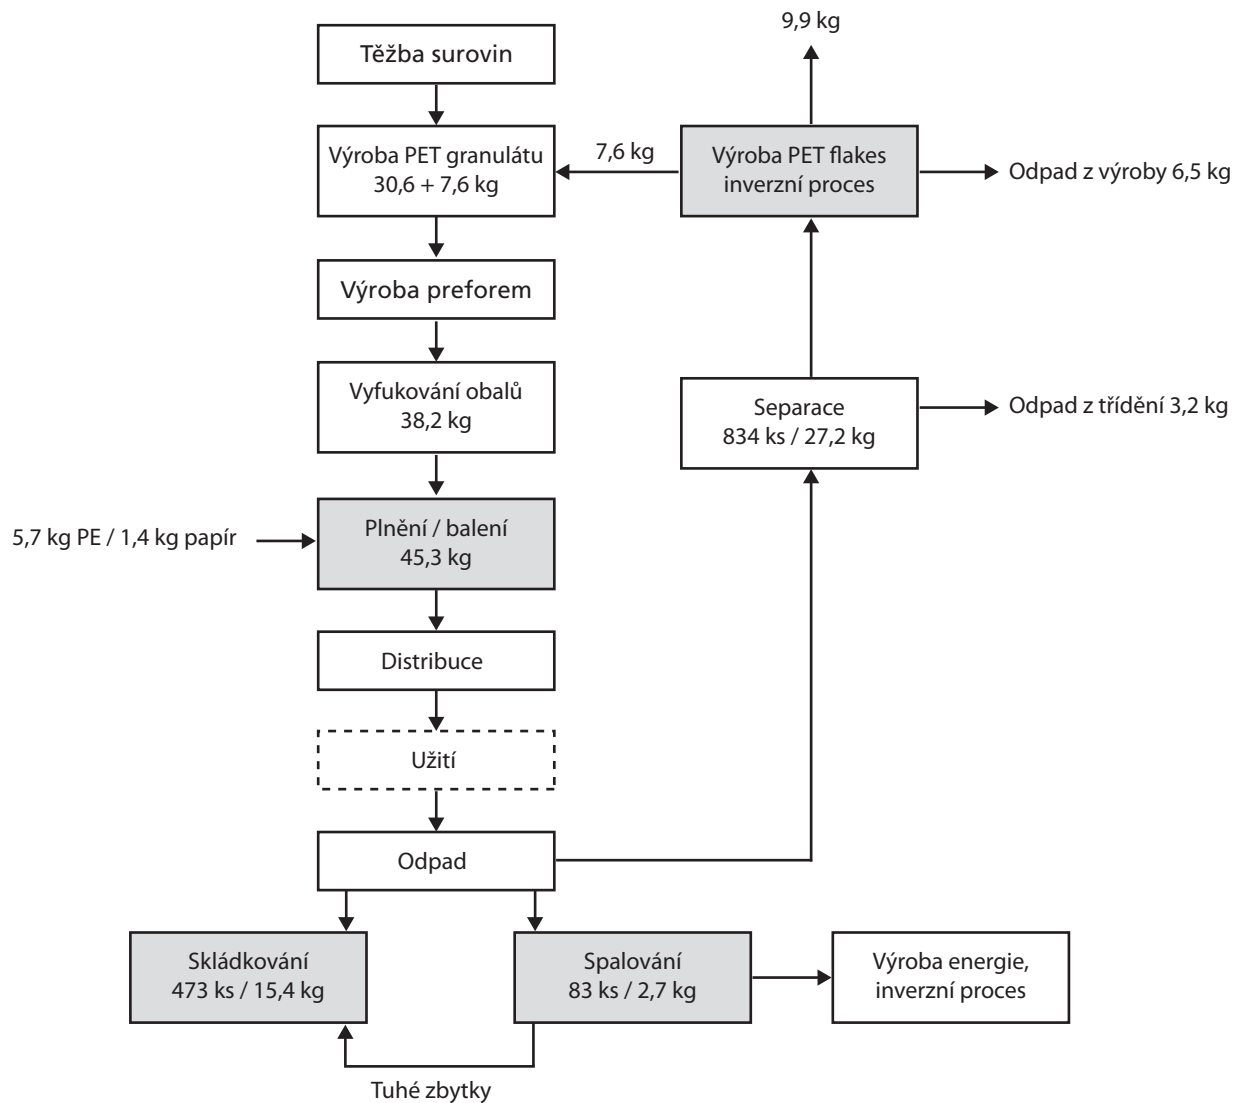 9,9 kg
Těžba surovin
Výroba PET granulátu
30,6 + 7,6 kg
7,6 kg
Výroba PET flakes
inverzní proces
Odpad z výroby 6,5 kg
Výroba preforem
Vyfukování obalů
38,2 kg
Separace
834 ks / 27,2 kg
Odpad z třídění 3,2 kg
5,7 kg PE / 1,4 kg papír
Plnění / balení
45,3 kg
Distribuce
Užití
Odpad
Skládkování
473 ks / 15,4 kg
Spalování
83 ks / 2,7 kg
Výroba energie,
inverzní proces
Tuhé zbytky